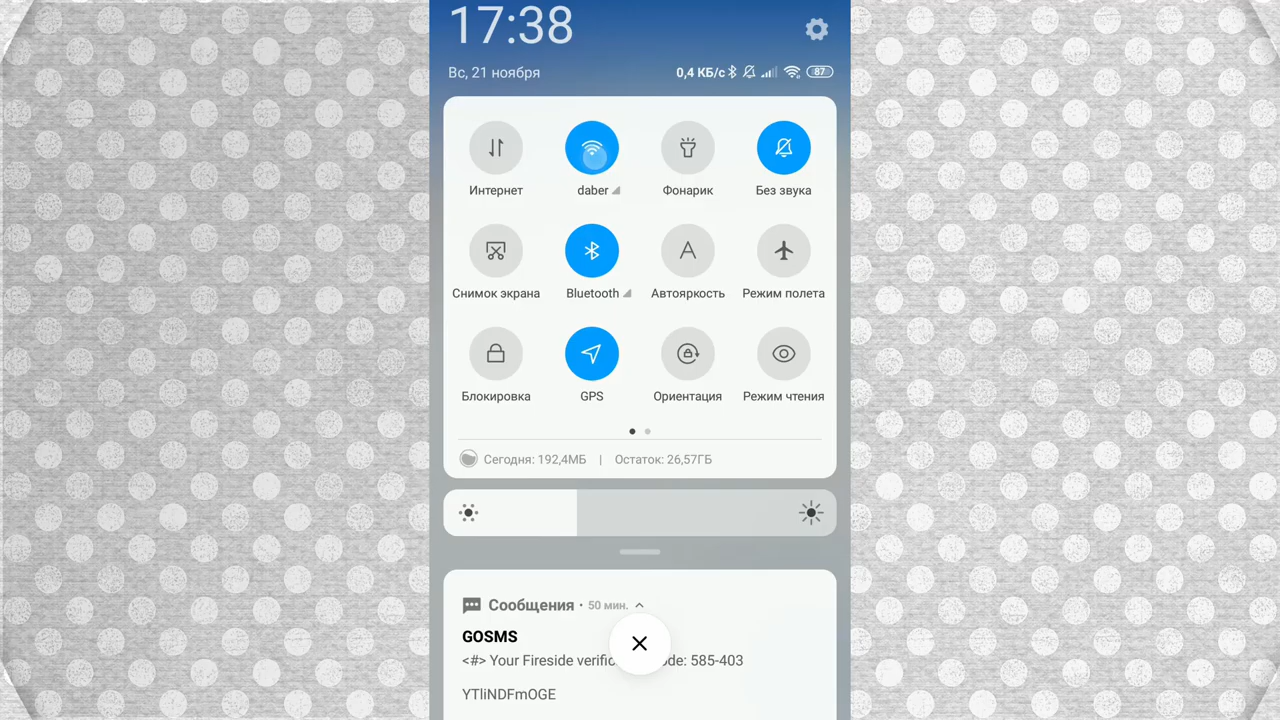 17:38
Вс, 21 ноября
0,4 КБ/с 87
Интернет
daber
Фонарик
Без звука
Снимок экрана
Bluetooth
Автояркость
Режим полета
Блокировка
GPS
Ориентация
Режим чтения
Сегодня: 192,4МБ | Остаток: 26,57ГБ
Сообщения · 50 мин.
GOSMS
<#> Your Fireside code: 585-403
YTliNDFmOGE